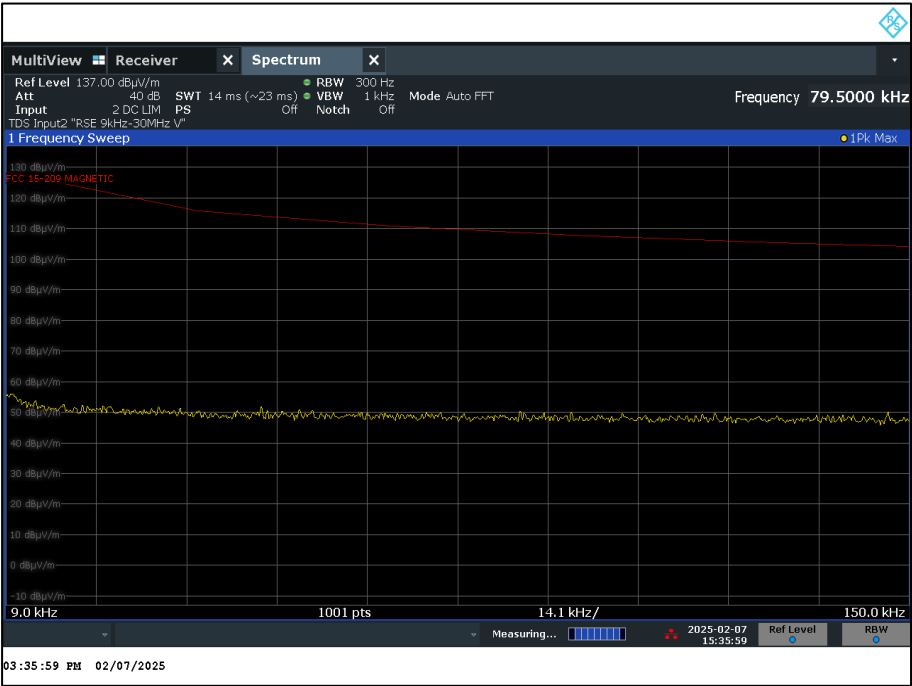 R S
MultiView Receiver X Spectrum X
Ref Level 137.00 dBµV/m RBW 300 Hz
Att 40 dB SWT 14 ms (~23 ms) VBW 1 kHz Mode Auto FFT Frequency 79.5000 kHz
Input 2 DC LIM PS Off Notch Off
TDS Input2 "RSE 9kHz-30MHz V"
1 Frequency Sweep 1Pk Max
130 dBµV/m
FCC 15-209 MAGNETIC
120 dBµV/m
110 dBµV/m
100 dBµV/m
90 dBµV/m
80 dBµV/m
70 dBµV/m
60 dBµV/m
50 dBµV/m
40 dBµV/m
30 dBµV/m
20 dBµV/m
10 dBµV/m
0 dBµV/m
-10 dBµV/m
9.0 kHz 1001 pts 14.1 kHz/ 150.0 kHz
Measuring... 2025-02-07 Ref Level RBW
15:35:59
03:35:59 PM 02/07/2025